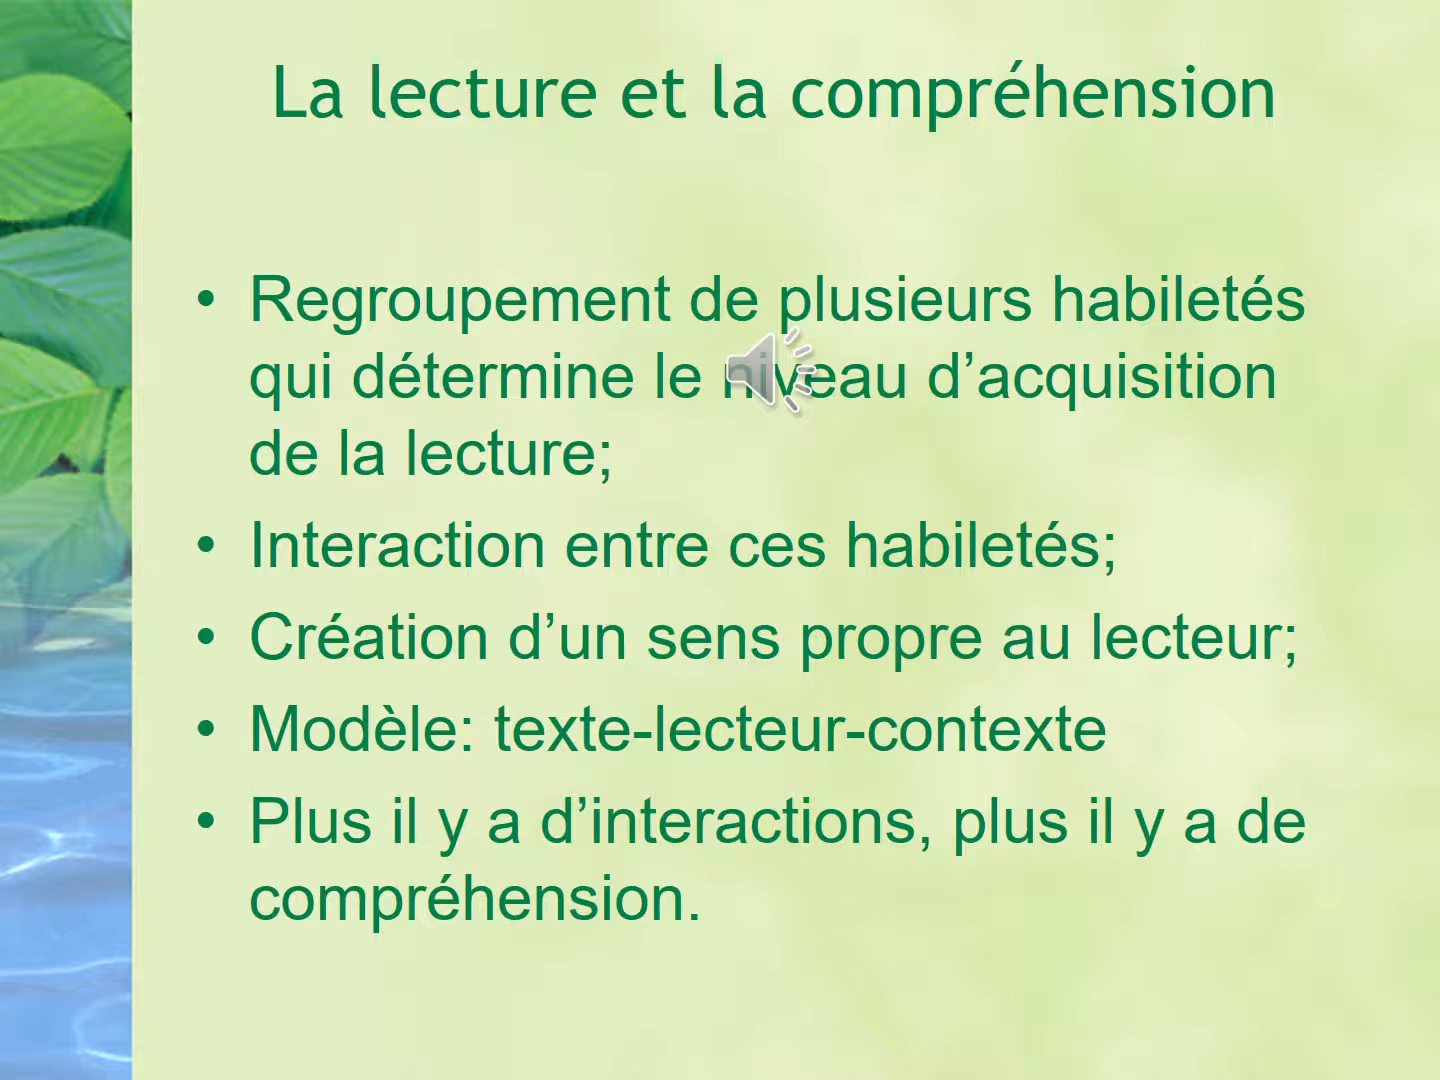 La lecture et la compréhension
• Regroupement de plusieurs habiletés
qui détermine le niveau d’acquisition
de la lecture;
• Interaction entre ces habiletés;
• Création d’un sens propre au lecteur;
• Modèle: texte-lecteur-contexte
• Plus il y a d’interactions, plus il y a de
compréhension.